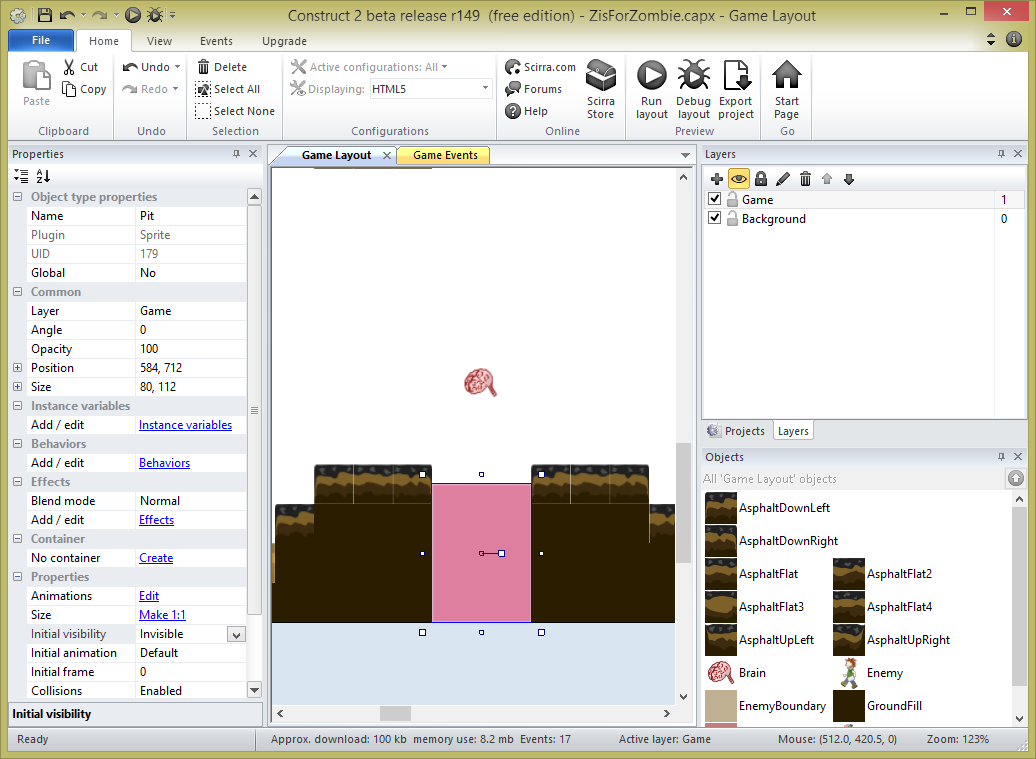 Construct 2 beta release r149 (free edition) - ZisForZombie.capx - Game Layout
File Home View Events Upgrade
Paste
Cut
Copy
Clipboard
Undo
Redo
Undo
Delete
Select All
Select None
Selection
Active configurations: All
Displaying: HTML5
Configurations
Scirra.com
Forums
Help
Scirra Store
Online
Run layout
Debug layout
Export project
Preview
Start Page
Go
Properties
Object type properties
Name Pit
Plugin Sprite
UID 179
Global No
Common
Layer Game
Angle 0
Opacity 100
Position 584, 712
Size 80, 112
Instance variables
Add / edit Instance variables
Behaviors
Add / edit Behaviors
Effects
Blend mode Normal
Add / edit Effects
Container
No container Create
Properties
Animations Edit
Size Make 1:1
Initial visibility Invisible
Initial animation Default
Initial frame 0
Collisions Enabled
Initial visibility
Game Layout Game Events
Layers
Game 1
Background 0
Projects Layers
Objects
All 'Game Layout' objects
AsphaltDownLeft
AsphaltDownRight
AsphaltFlat AsphaltFlat2
AsphaltFlat3 AsphaltFlat4
AsphaltUpLeft AsphaltUpRight
Brain Enemy
EnemyBoundary GroundFill
Ready Approx. download: 100 kb memory use: 8.2 mb Events: 17 Active layer: Game Mouse: (512.0, 420.5, 0) Zoom: 123%